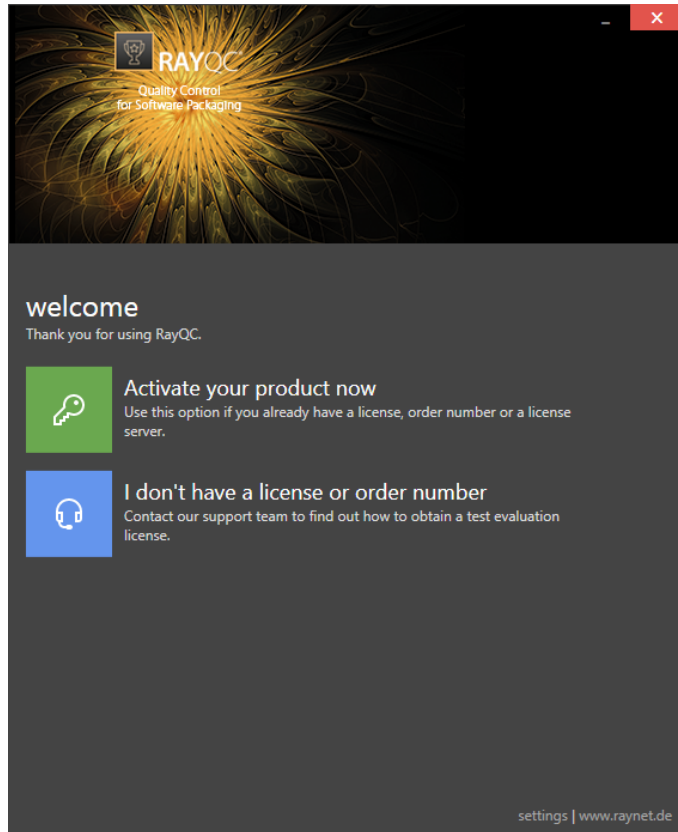 RAYQC
Quality Control
for Software Packaging
welcome
Thank you for using RayQC.
Activate your product now
Use this option if you already have a license, order number or a license
server.
I don't have a license or order number
Contact our support team to find out how to obtain a test evaluation
license.
settings | www.raynet.de